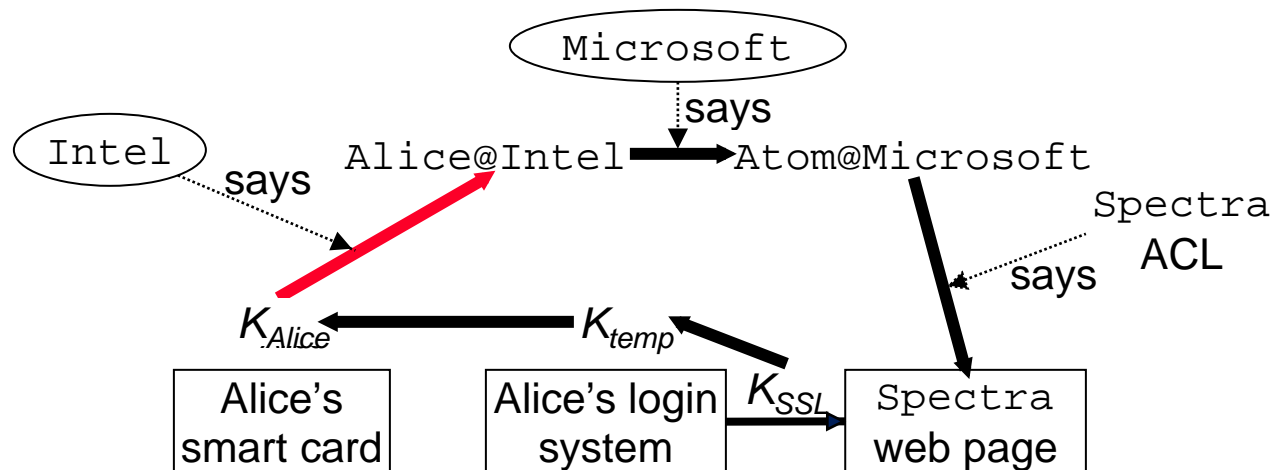 Microsoft
says
Intel
says
Alice@Intel
Atom@Microsoft
Spectra
ACL
says
K_Alice
K_temp
K_SSL
Alice’s
smart card
Alice’s login
system
Spectra
web page